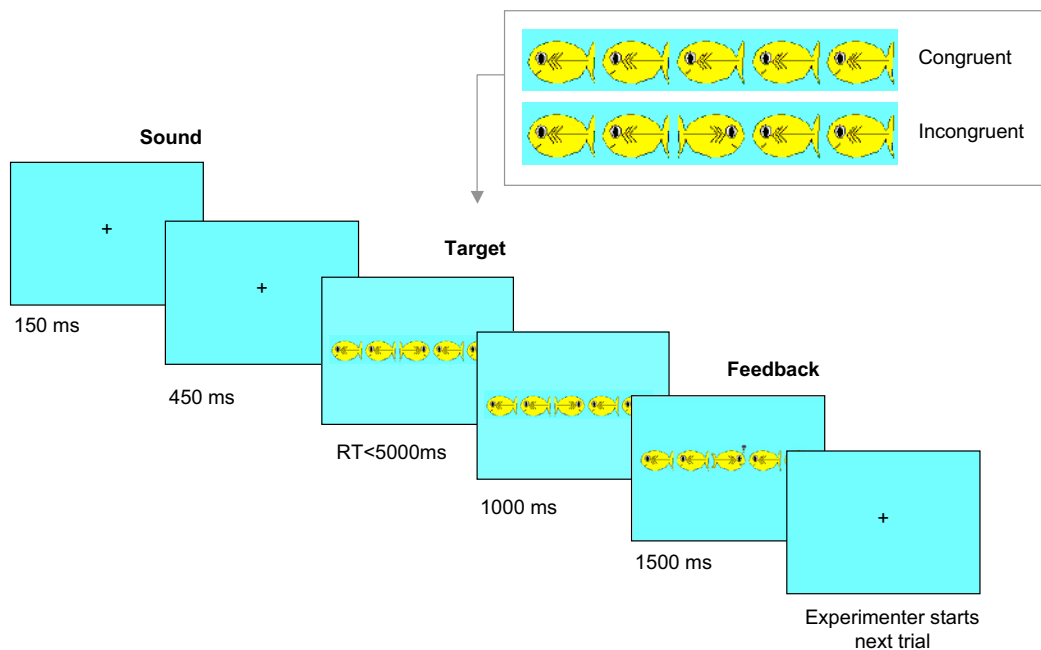 Congruent
Incongruent
Sound
150 ms
450 ms
Target
RT<5000ms
1000 ms
Feedback
1500 ms
Experimenter starts
next trial